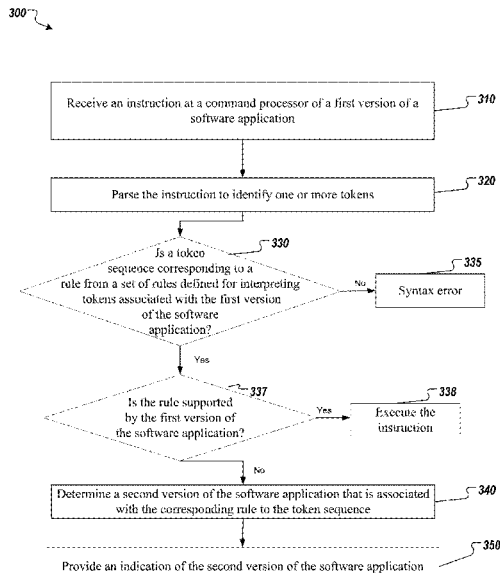 300
Receive an instruction at a command processor of a first version of a
software application
310
Parse the instruction to identify one or more tokens
320
Is a token
sequence corresponding to a
rule from a set of rules defined for interpreting
tokens associated with the first version
of the software
application?
330
No
Syntax error
335
Yes
Is the rule supported
by the first version of
the software application?
337
Yes
Execute the
instruction
338
No
Determine a second version of the software application that is associated
with the corresponding rule to the token sequence
340
Provide an indication of the second version of the software application
350